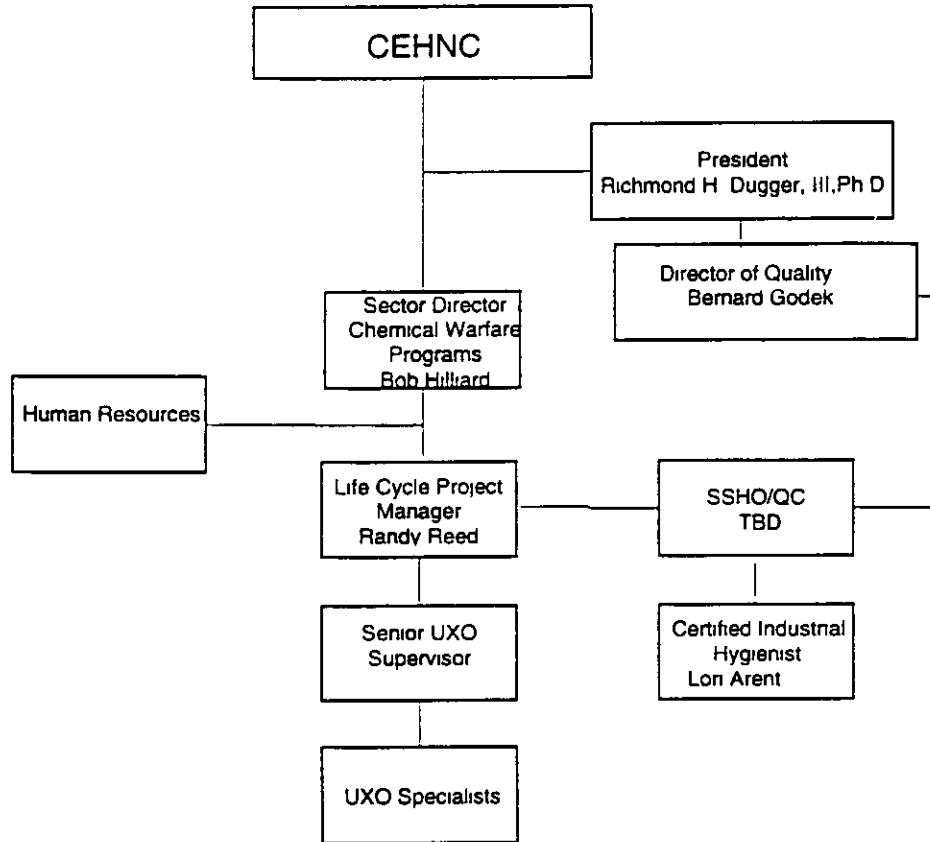 CEHNC
President
Richmond H Dugger, III,Ph D
Director of Quality
Bernard Godek
Sector Director
Chemical Warfare
Programs
Bob Hilliard
Human Resources
Life Cycle Project
Manager
Randy Reed
SSHO/QC
TBD
Senior UXO
Supervisor
Certified Industrial
Hygienist
Lori Arent
UXO Specialists